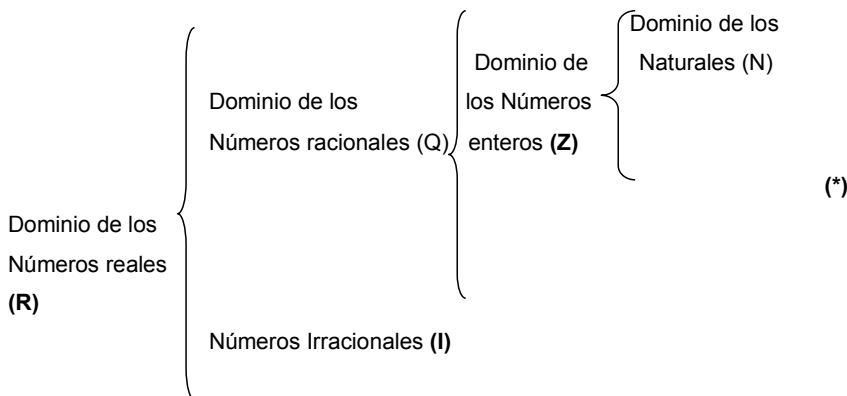 Dominio de los
Números reales
(R)
Dominio de los
Números racionales (Q)
Números Irracionales (I)
Dominio de
los Números
enteros (Z)
Dominio de los
Naturales (N)
(*)